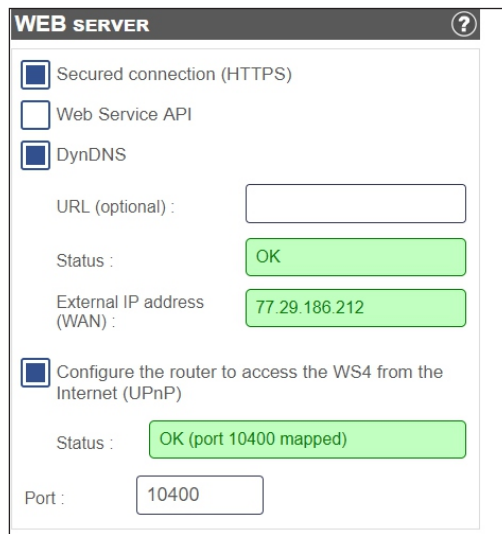 WEB SERVER
?
Secured connection (HTTPS)
Web Service API
DynDNS
URL (optional) :
Status :
OK
External IP address
(WAN) :
77.29.186.212
Configure the router to access the WS4 from the
Internet (UPnP)
Status :
OK (port 10400 mapped)
Port :
10400